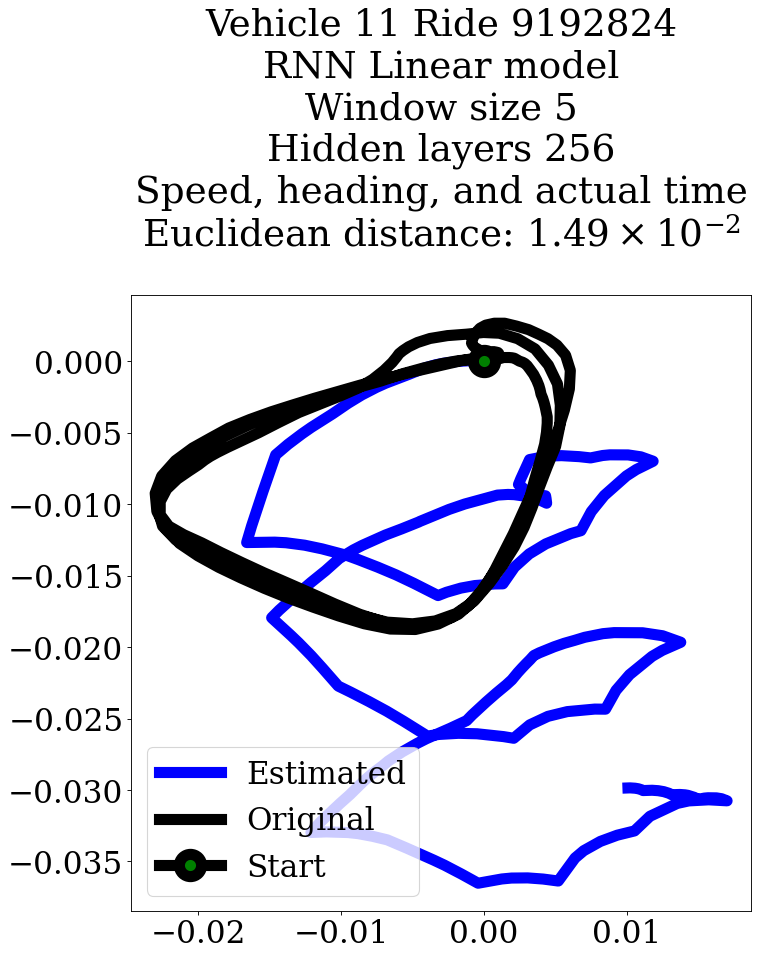 Vehicle 11 Ride 9192824
RNN Linear model
Window size 5
Hidden layers 256
Speed, heading, and actual time
Euclidean distance: 1.49 × 10⁻²
0.000
−0.005
−0.010
−0.015
−0.020
−0.025
−0.030
−0.035
Estimated
Original
Start
−0.02 −0.01 0.00 0.01